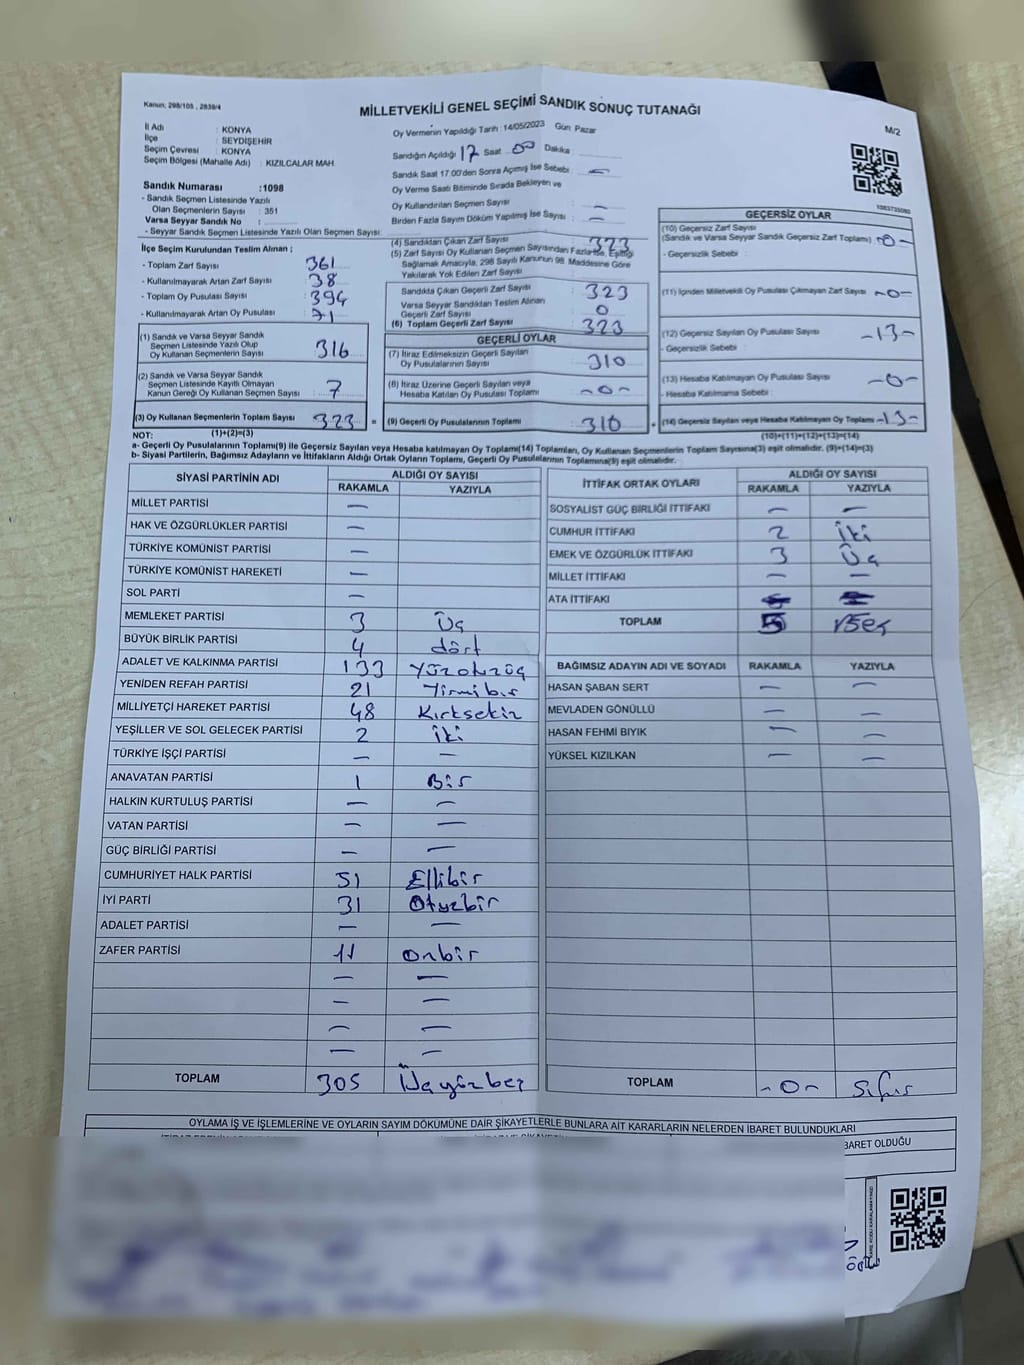 Kanun; 298/105 , 2839/4
MİLLETVEKİLİ GENEL SEÇİMİ SANDIK SONUÇ TUTANAĞI
M/2
İl Adı : KONYA
İlçe : SEYDİŞEHİR
Seçim Çevresi : KONYA
Seçim Bölgesi (Mahalle Adı) : KIZILCALAR MAH.
Sandık Numarası :1098
- Sandık Seçmen Listesinde Yazılı
Olan Seçmenlerin Sayısı : 351
Varsa Seyyar Sandık No :
- Seyyar Sandık Seçmen Listesinde Yazılı Olan Seçmen Sayısı:
Oy Vermenin Yapıldığı Tarih : 14/05/2023 Gün Pazar
Sandığın Açıldığı 17 Saat 00 Dakika
Sandık Saat 17.00'den Sonra Açılmış İse Sebebi —
Oy Verme Saati Bitiminde Sırada Bekleyen ve
Oy Kullandırılan Seçmen Sayısı —
Birden Fazla Sayım Döküm Yapılmış İse Sayısı —
İlçe Seçim Kurulundan Teslim Alınan ;
- Toplam Zarf Sayısı : 361
- Kullanılmayarak Artan Zarf Sayısı : 38
- Toplam Oy Pusulası Sayısı : 394
- Kullanılmayarak Artan Oy Pusulası : 71
(1) Sandık ve Varsa Seyyar Sandık
Seçmen Listesinde Yazılı Olup
Oy Kullanan Seçmenlerin Sayısı : 316
(2) Sandık ve Varsa Seyyar Sandık
Seçmen Listesinde Kayıtlı Olmayan
Kanun Gereği Oy Kullanan Seçmen Sayısı : 7
(3) Oy Kullanan Seçmenlerin Toplam Sayısı : 323 =
(4) Sandıktan Çıkan Zarf Sayısı : 323
(5) Zarf Sayısı Oy Kullanan Seçmen Sayısından Fazla İse, Eşitliği
Sağlamak Amacıyla, 298 Sayılı Kanunun 98. Maddesine Göre
Yakılarak Yok Edilen Zarf Sayısı :
Sandıkta Çıkan Geçerli Zarf Sayısı : 323
Varsa Seyyar Sandıktan Teslim Alınan
Geçerli Zarf Sayısı : 0
(6) Toplam Geçerli Zarf Sayısı : 323
GEÇERLİ OYLAR
(7) İtiraz Edilmeksizin Geçerli Sayılan
Oy Pusulalarının Sayısı : 310
(8) İtiraz Üzerine Geçerli Sayılan veya
Hesaba Katılan Oy Pusulası Toplamı : -0-
(9) Geçerli Oy Pusulalarının Toplamı : 310 +
1083735080
GEÇERSİZ OYLAR
(10) Geçersiz Zarf Sayısı
(Sandık ve Varsa Seyyar Sandık Geçersiz Zarf Toplamı) -0-
- Geçersizlik Sebebi :
(11) İçinden Milletvekili Oy Pusulası Çıkmayan Zarf Sayısı -0-
(12) Geçersiz Sayılan Oy Pusulası Sayısı -13-
- Geçersizlik Sebebi :
(13) Hesaba Katılmayan Oy Pusulası Sayısı -0-
- Hesaba Katılmama Sebebi :
(14) Geçersiz Sayılan veya Hesaba Katılmayan Oy Toplamı -13-
NOT: (1)+(2)=(3)
(10)+(11)+(12)+(13)=(14)
a- Geçerli Oy Pusulalarının Toplamı(9) ile Geçersiz Sayılan veya Hesaba katılmayan Oy Toplamı(14) Toplamları, Oy Kullanan Seçmenlerin Toplam Sayısına(3) eşit olmalıdır. (9)+(14)=(3)
b- Siyasi Partilerin, Bağımsız Adayların ve İttifakların Aldığı Ortak Oyların Toplamı, Geçerli Oy Pusulalarının Toplamına(9) eşit olmalıdır.
SİYASİ PARTİNİN ADI ALDIĞI OY SAYISI
RAKAMLA YAZIYLA
MİLLET PARTİSİ —
HAK VE ÖZGÜRLÜKLER PARTİSİ —
TÜRKİYE KOMÜNİST PARTİSİ —
TÜRKİYE KOMÜNİST HAREKETİ —
SOL PARTİ —
MEMLEKET PARTİSİ 3 Üç
BÜYÜK BİRLİK PARTİSİ 4 dört
ADALET VE KALKINMA PARTİSİ 133 Yüzotuzüç
YENİDEN REFAH PARTİSİ 21 Yirmibir
MİLLİYETÇİ HAREKET PARTİSİ 48 Kırksekiz
YEŞİLLER VE SOL GELECEK PARTİSİ 2 İki
TÜRKİYE İŞÇİ PARTİSİ — —
ANAVATAN PARTİSİ 1 Bir
HALKIN KURTULUŞ PARTİSİ — —
VATAN PARTİSİ — —
GÜÇ BİRLİĞİ PARTİSİ — —
CUMHURİYET HALK PARTİSİ 51 Ellibir
İYİ PARTİ 31 Otuzbir
ADALET PARTİSİ — —
ZAFER PARTİSİ 11 Onbir
— —
— —
— —
— —
TOPLAM 305 Üçyüzbeş
İTTİFAK ORTAK OYLARI ALDIĞI OY SAYISI
RAKAMLA YAZIYLA
SOSYALİST GÜÇ BİRLİĞİ İTTİFAKI — —
CUMHUR İTTİFAKI 2 İki
EMEK VE ÖZGÜRLÜK İTTİFAKI 3 Üç
MİLLET İTTİFAKI — —
ATA İTTİFAKI
TOPLAM 5 Beş
BAĞIMSIZ ADAYIN ADI VE SOYADI RAKAMLA YAZIYLA
HASAN ŞABAN SERT — —
MEVLADEN GÖNÜLLÜ — —
HASAN FEHMİ BIYIK — —
YÜKSEL KIZILKAN — —
TOPLAM -0- Sıfır
OYLAMA İŞ VE İŞLEMLERİNE VE OYLARIN SAYIM DÖKÜMÜNE DAİR ŞİKAYETLERLE BUNLARA AİT KARARLARIN NELERDEN İBARET BULUNDUKLARI
BARET OLDUĞU